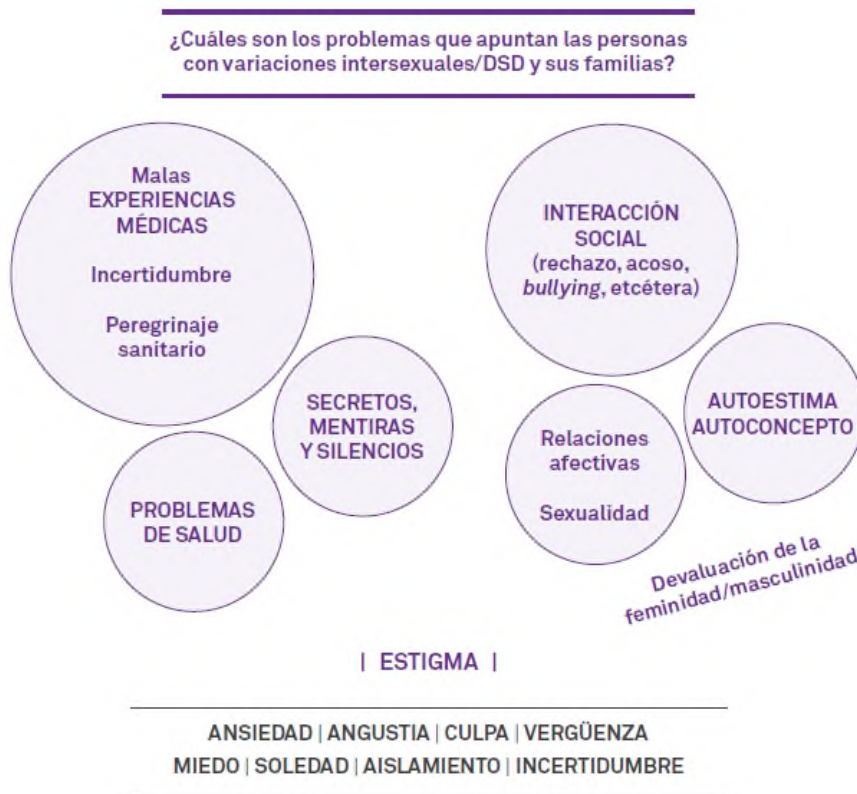 ¿Cuáles son los problemas que apuntan las personas
con variaciones intersexuales/DSD y sus familias?
Malas
EXPERIENCIAS
MÉDICAS
Incertidumbre
Peregrinaje
sanitario
SECRETOS,
MENTIRAS
Y SILENCIOS
PROBLEMAS
DE SALUD
INTERACCIÓN
SOCIAL
(rechazo, acoso,
bullying, etcétera)
AUTOESTIMA
AUTOCONCEPTO
Relaciones
afectivas
Sexualidad
Devaluación de la
feminidad/masculinidad
| ESTIGMA |
ANSIEDAD | ANGUSTIA | CULPA | VERGÜENZA
MIEDO | SOLEDAD | AISLAMIENTO | INCERTIDUMBRE